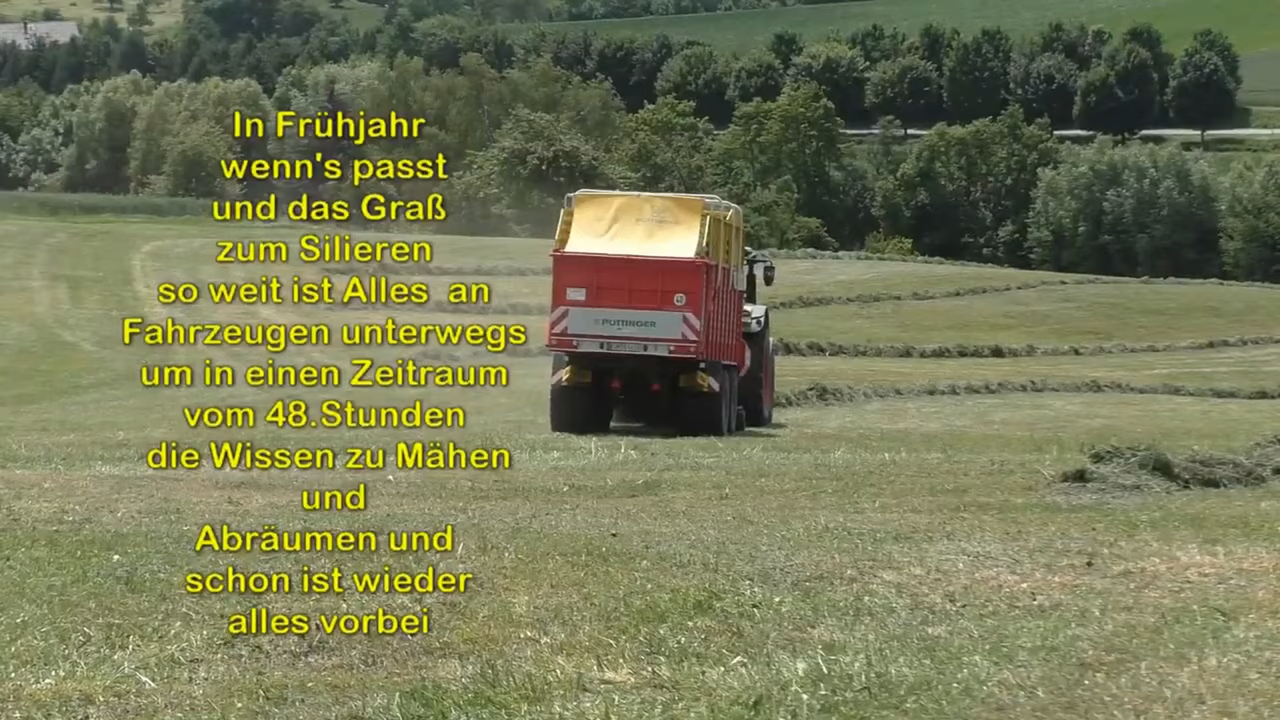 In Frühjahr
wenn's passt
und das Graß
zum Silieren
so weit ist Alles an
Fahrzeugen unterwegs
um in einen Zeitraum
vom 48.Stunden
die Wissen zu Mähen
und
Abräumen und
schon ist wieder
alles vorbei
PÖTTINGER